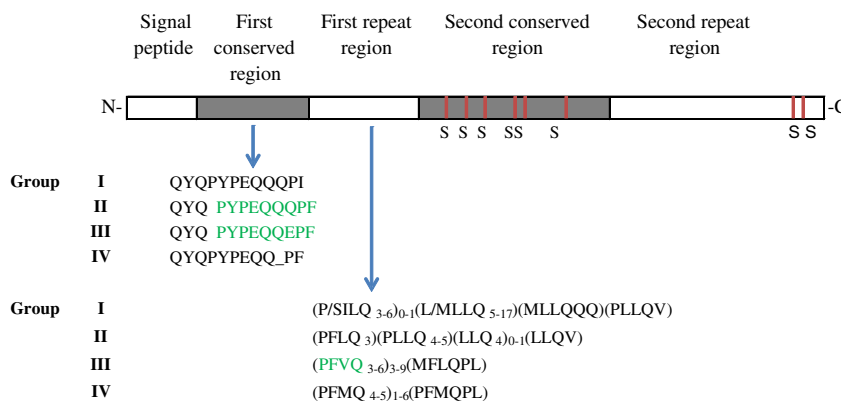 Signal peptide
First conserved region
First repeat region
Second conserved region
Second repeat region
N- -C
S S S SS S S S
Group I QYQPYPEQQQPI
II QYQ PYPEQQQPF
III QYQ PYPEQQEPF
IV QYQPYPEQQ_PF
Group I (P/SILQ 3-6)0-1(L/MLLQ 5-17)(MLLQQQ)(PLLQV)
II (PFLQ 3)(PLLQ 4-5)(LLQ 4)0-1(LLQV)
III (PFVQ 3-6)3-9(MFLQPL)
IV (PFMQ 4-5)1-6(PFMQPL)